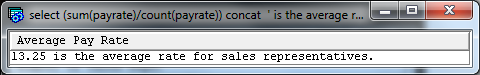 select (sum(payrate)/count(payrate)) concat ' is the average r...
Average Pay Rate
13.25 is the average rate for sales representatives.